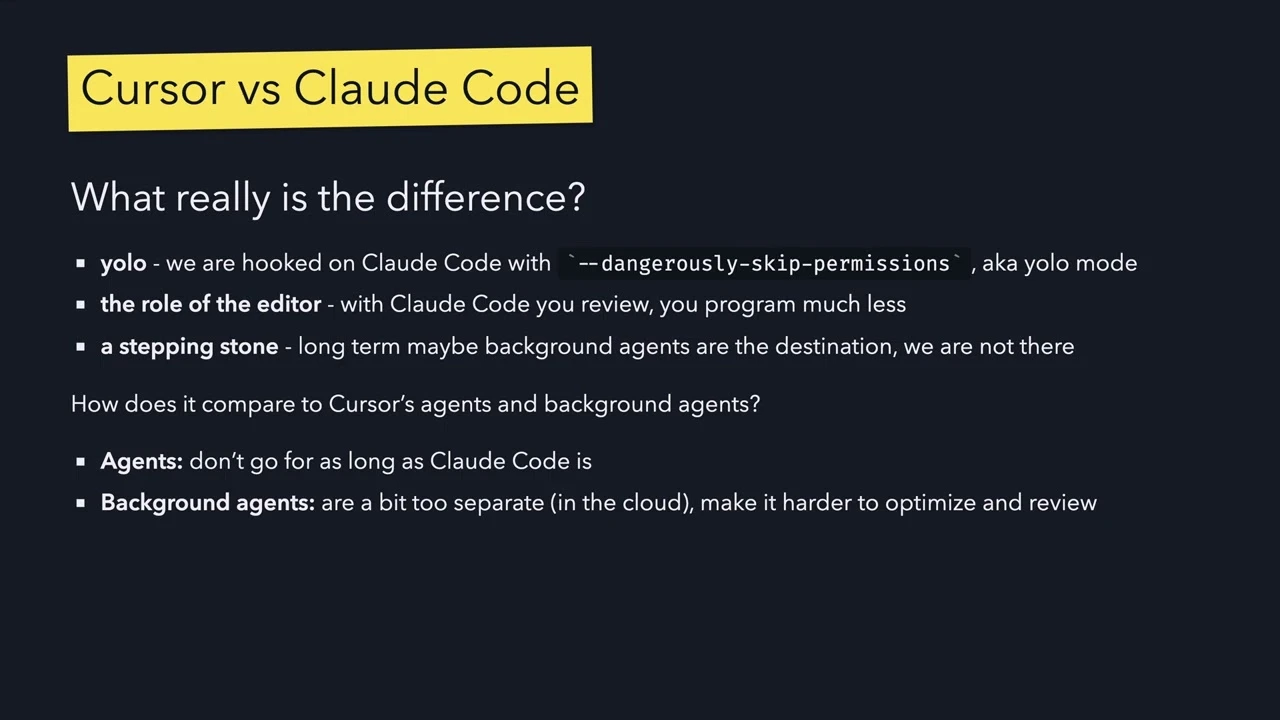 Cursor vs Claude Code
What really is the difference?
▪ yolo - we are hooked on Claude Code with `--dangerously-skip-permissions`, aka yolo mode
▪ the role of the editor - with Claude Code you review, you program much less
▪ a stepping stone - long term maybe background agents are the destination, we are not there
How does it compare to Cursor’s agents and background agents?
▪ Agents: don’t go for as long as Claude Code is
▪ Background agents: are a bit too separate (in the cloud), make it harder to optimize and review